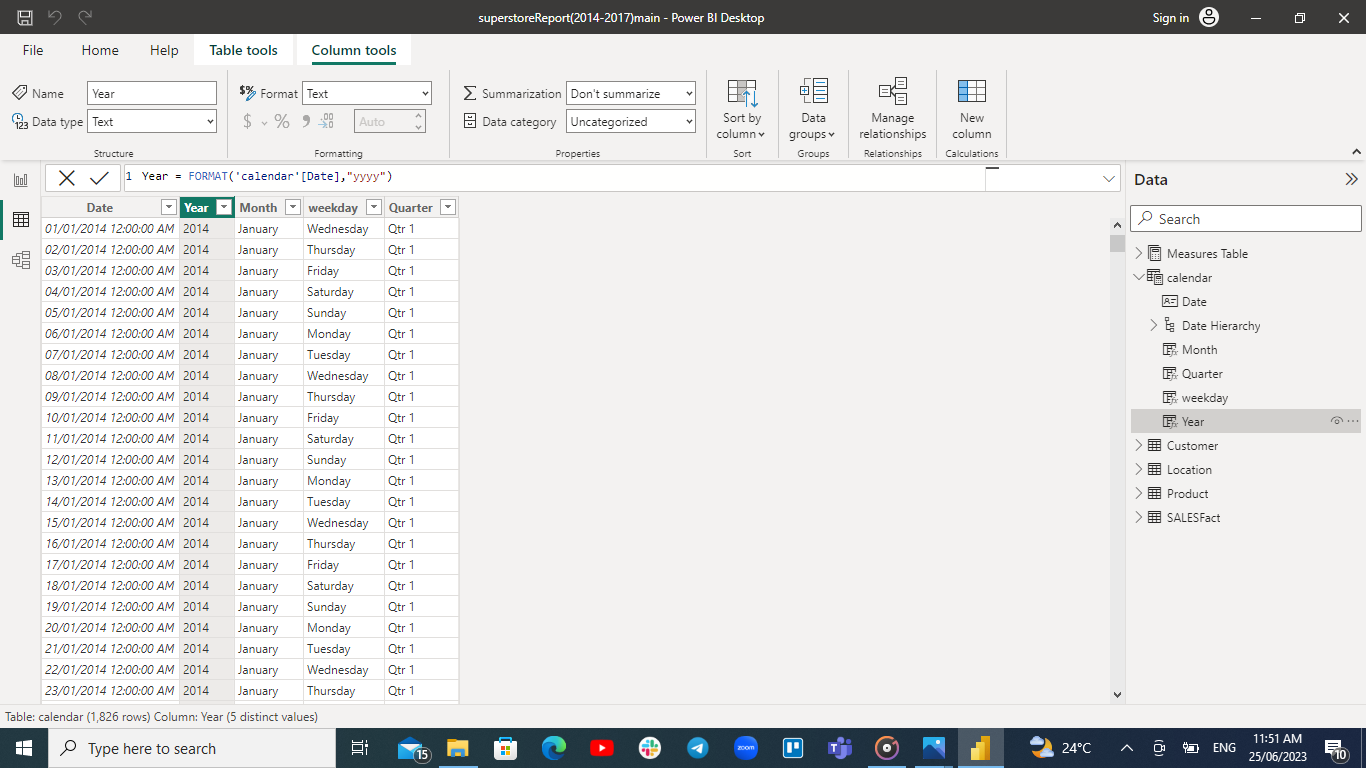 superstoreReport(2014-2017)main - Power BI Desktop
Sign in
File Home Help Table tools Column tools
Name Year
Data type Text
Structure
$% Format Text
$ % 9 .00 Auto
Formatting
Summarization Don't summarize
Data category Uncategorized
Properties
Sort by
column
Sort
Data
groups
Groups
Manage
relationships
Relationships
New
column
Calculations
1 Year = FORMAT('calendar'[Date],"yyyy")
Date Year Month weekday Quarter
01/01/2014 12:00:00 AM 2014 January Wednesday Qtr 1
02/01/2014 12:00:00 AM 2014 January Thursday Qtr 1
03/01/2014 12:00:00 AM 2014 January Friday Qtr 1
04/01/2014 12:00:00 AM 2014 January Saturday Qtr 1
05/01/2014 12:00:00 AM 2014 January Sunday Qtr 1
06/01/2014 12:00:00 AM 2014 January Monday Qtr 1
07/01/2014 12:00:00 AM 2014 January Tuesday Qtr 1
08/01/2014 12:00:00 AM 2014 January Wednesday Qtr 1
09/01/2014 12:00:00 AM 2014 January Thursday Qtr 1
10/01/2014 12:00:00 AM 2014 January Friday Qtr 1
11/01/2014 12:00:00 AM 2014 January Saturday Qtr 1
12/01/2014 12:00:00 AM 2014 January Sunday Qtr 1
13/01/2014 12:00:00 AM 2014 January Monday Qtr 1
14/01/2014 12:00:00 AM 2014 January Tuesday Qtr 1
15/01/2014 12:00:00 AM 2014 January Wednesday Qtr 1
16/01/2014 12:00:00 AM 2014 January Thursday Qtr 1
17/01/2014 12:00:00 AM 2014 January Friday Qtr 1
18/01/2014 12:00:00 AM 2014 January Saturday Qtr 1
19/01/2014 12:00:00 AM 2014 January Sunday Qtr 1
20/01/2014 12:00:00 AM 2014 January Monday Qtr 1
21/01/2014 12:00:00 AM 2014 January Tuesday Qtr 1
22/01/2014 12:00:00 AM 2014 January Wednesday Qtr 1
23/01/2014 12:00:00 AM 2014 January Thursday Qtr 1
Data
Search
Measures Table
calendar
Date
Date Hierarchy
Month
Quarter
weekday
Year
Customer
Location
Product
SALESFact
Table: calendar (1,826 rows) Column: Year (5 distinct values)
Type here to search
15
zoom
24°C
ENG
11:51 AM
25/06/2023
10